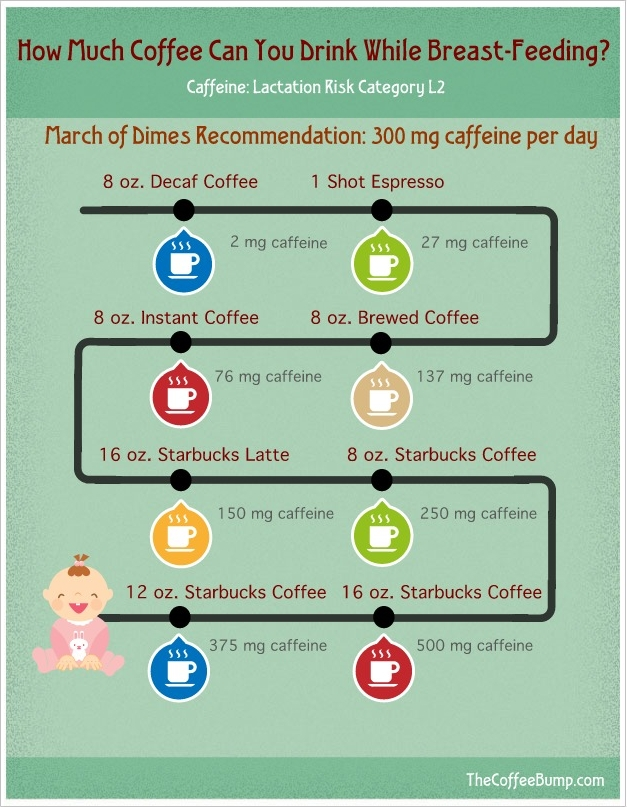 How Much Coffee Can You Drink While Breast-Feeding?
Caffeine: Lactation Risk Category L2
March of Dimes Recommendation: 300 mg caffeine per day
8 oz. Decaf Coffee
1 Shot Espresso
2 mg caffeine
27 mg caffeine
8 oz. Instant Coffee
8 oz. Brewed Coffee
76 mg caffeine
137 mg caffeine
16 oz. Starbucks Latte
8 oz. Starbucks Coffee
150 mg caffeine
250 mg caffeine
12 oz. Starbucks Coffee
16 oz. Starbucks Coffee
375 mg caffeine
500 mg caffeine
TheCoffeeBump.com